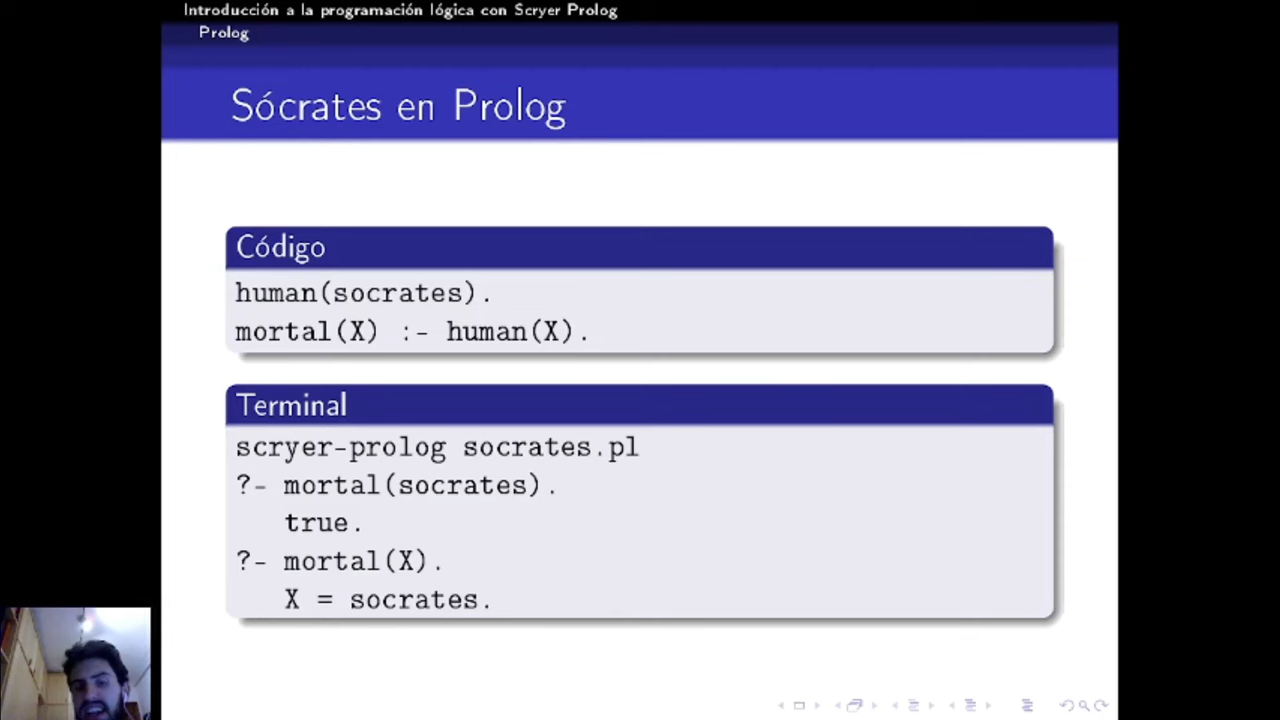 Introducción a la programación lógica con Scryer Prolog
Prolog
Sócrates en Prolog
Código
human(socrates).
mortal(X) :- human(X).
Terminal
scryer-prolog socrates.pl
?- mortal(socrates).
   true.
?- mortal(X).
   X = socrates.